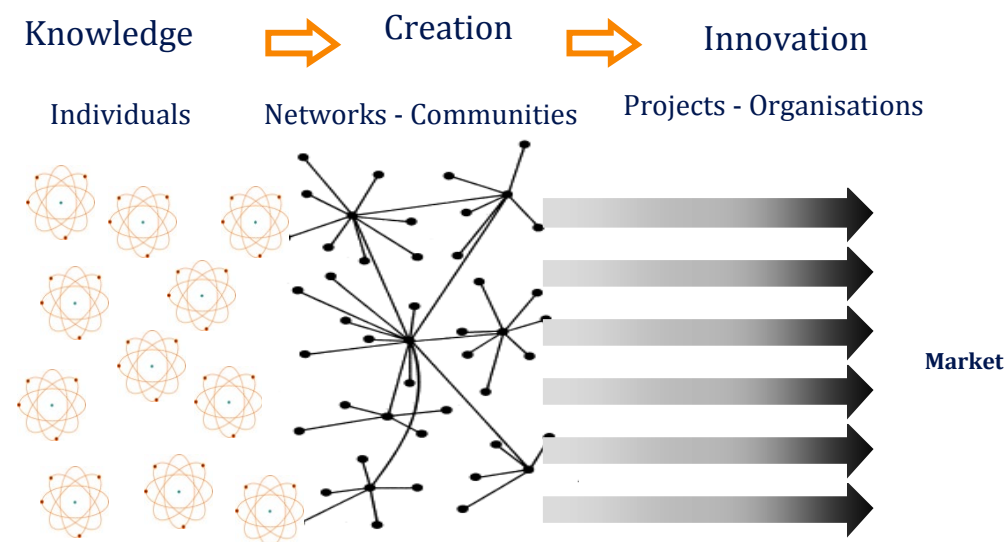 Knowledge
Creation
Innovation
Individuals
Networks - Communities
Projects - Organisations
Market